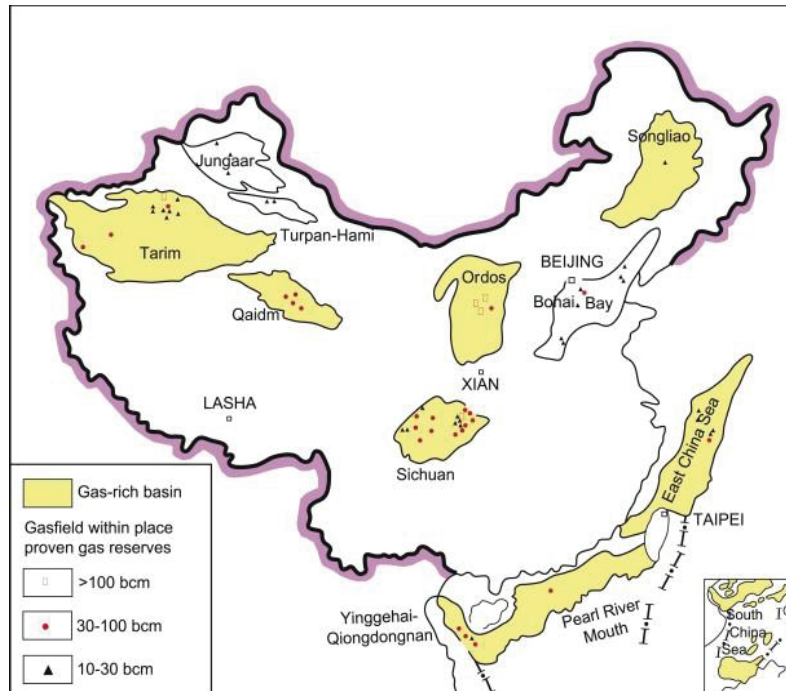 Songliao
Jungaar
Turpan-Hami
Tarim
BEIJING
Ordos
Bohai Bay
Qaidm
XIAN
LASHA
Sichuan
East China Sea
TAIPEI
Yinggehai-
Qiongdongnan
Pearl River
Mouth
Gas-rich basin
Gasfield within place
proven gas reserves
>100 bcm
30-100 bcm
10-30 bcm
South
China
Sea